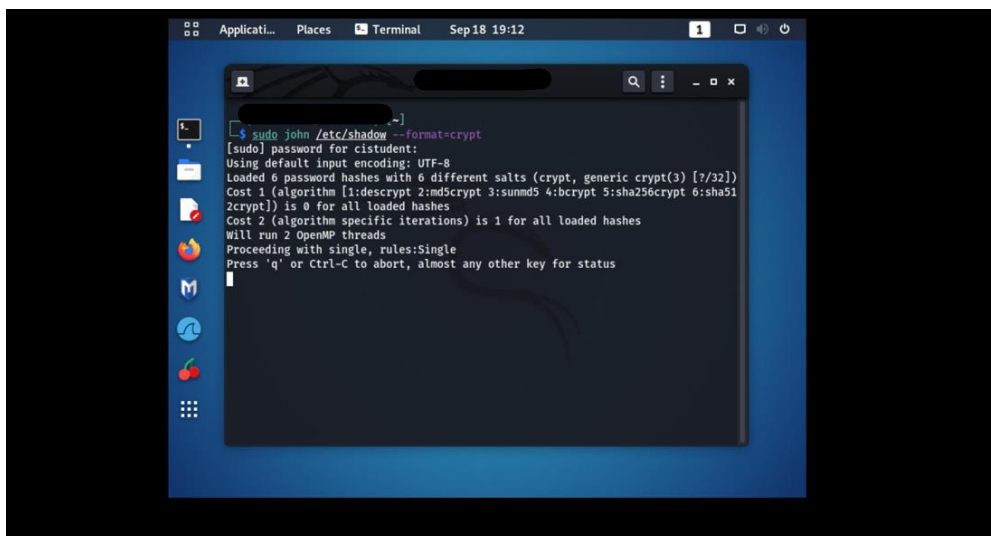 Applicati... Places Terminal Sep 18 19:12 1
~]
$ sudo john /etc/shadow --format=crypt
[sudo] password for cistudent:
Using default input encoding: UTF-8
Loaded 6 password hashes with 6 different salts (crypt, generic crypt(3) [?/32])
Cost 1 (algorithm [1:descrypt 2:md5crypt 3:sunmd5 4:bcrypt 5:sha256crypt 6:sha51
2crypt]) is 0 for all loaded hashes
Cost 2 (algorithm specific iterations) is 1 for all loaded hashes
Will run 2 OpenMP threads
Proceeding with single, rules:Single
Press 'q' or Ctrl-C to abort, almost any other key for status